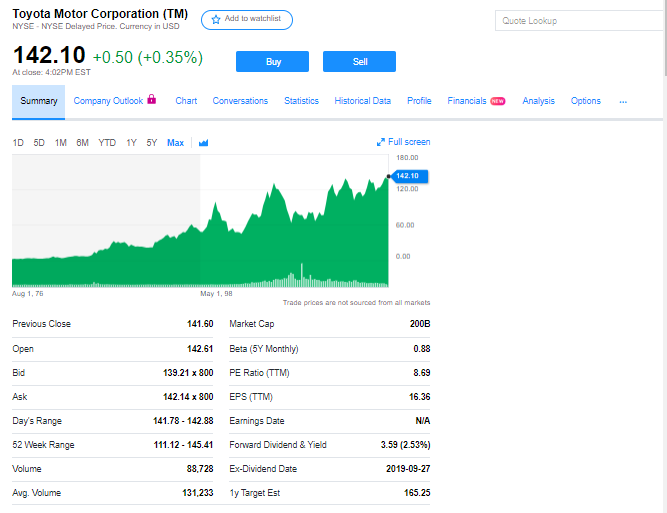 Toyota Motor Corporation (TM)
NYSE - NYSE Delayed Price. Currency in USD
Add to watchlist
Quote Lookup
142.10 +0.50 (+0.35%)
At close: 4:02PM EST
Buy
Sell
Summary Company Outlook Chart Conversations Statistics Historical Data Profile Financials NEW Analysis Options ...
1D 5D 1M 6M YTD 1Y 5Y Max
Full screen
180.00
142.10
120.00
60.00
0.00
Aug 1, 76 May 1, 98
Trade prices are not sourced from all markets
Previous Close 141.60
Open 142.61
Bid 139.21 x 800
Ask 142.14 x 800
Day's Range 141.78 - 142.88
52 Week Range 111.12 - 145.41
Volume 88,728
Avg. Volume 131,233
Market Cap 200B
Beta (5Y Monthly) 0.88
PE Ratio (TTM) 8.69
EPS (TTM) 16.36
Earnings Date N/A
Forward Dividend & Yield 3.59 (2.53%)
Ex-Dividend Date 2019-09-27
1y Target Est 165.25